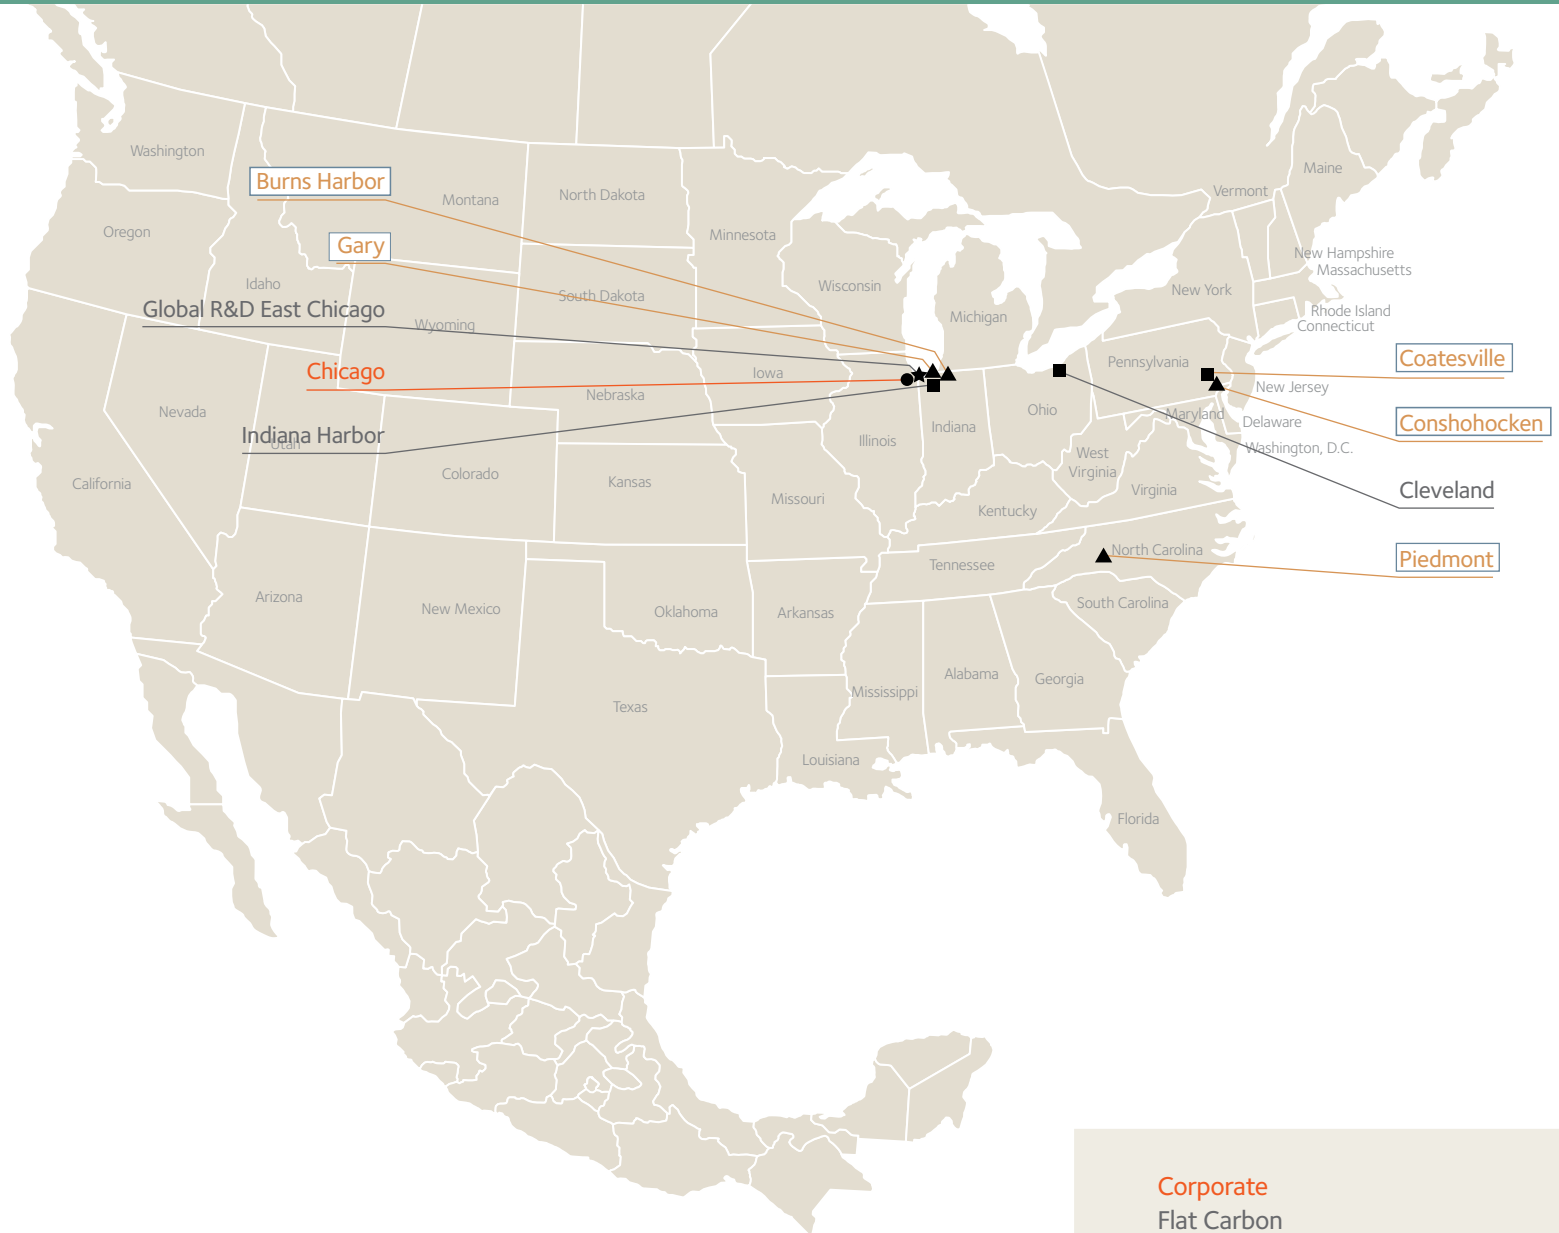 Washington
Maine
Burns Harbor
Montana
North Dakota
Vermont
Oregon
Minnesota
Gary
New Hampshire
Massachusetts
Idaho
Wisconsin
New York
South Dakota
Global R&D East Chicago
Michigan
Rhode Island
Connecticut
Wyoming
Coatesville
Pennsylvania
Chicago
Iowa
New Jersey
Nebraska
Nevada
Ohio
Maryland
Delaware
Conshohocken
Indiana
Indiana Harbor
Utah
Illinois
Washington, D.C.
West
Virginia
California
Colorado
Kansas
Virginia
Cleveland
Missouri
Kentucky
North Carolina
Piedmont
Tennessee
Arizona
New Mexico
Oklahoma
Arkansas
South Carolina
Alabama
Georgia
Mississippi
Texas
Louisiana
Florida
Corporate
Flat Carbon